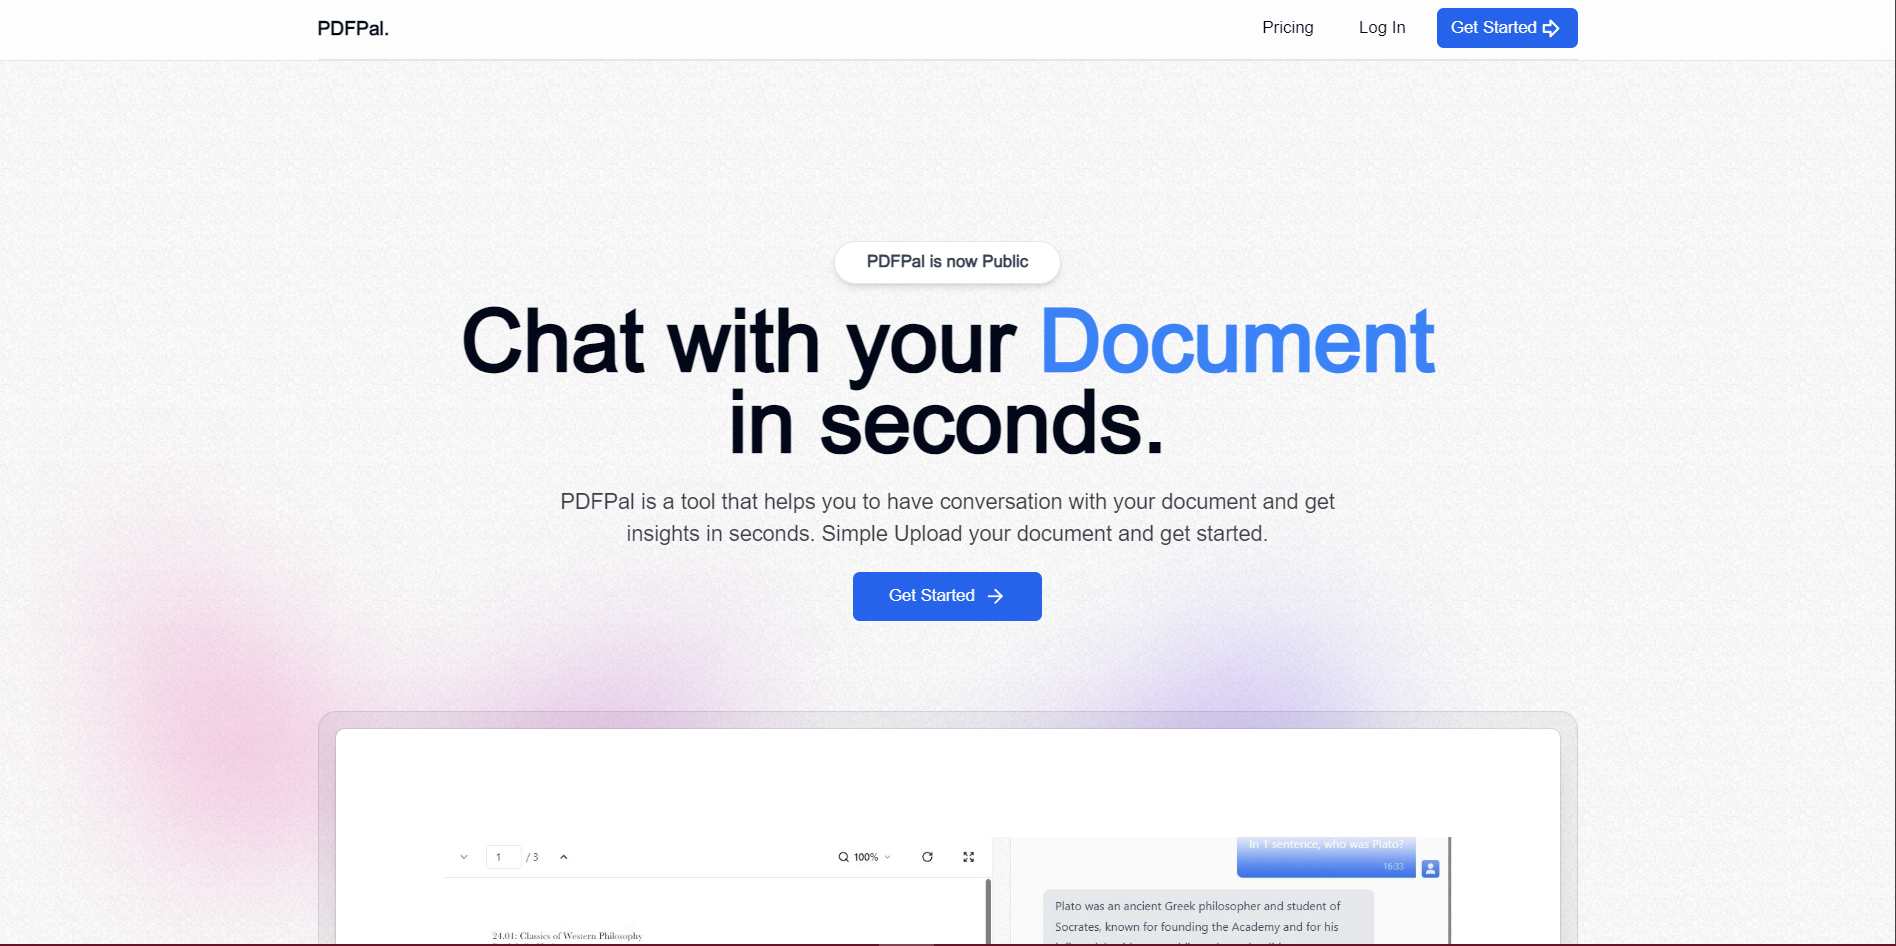 PDFPal.
Pricing
Log In
Get Started
PDFPal is now Public
Chat with your Document
in seconds.
PDFPal is a tool that helps you to have conversation with your document and get
insights in seconds. Simple Upload your document and get started.
Get Started
1 / 3
100%
24.01: Classics of Western Philosophy
In 1 sentence, who was Plato?
16:33
Plato was an ancient Greek philosopher and student of
Socrates, known for founding the Academy and for his